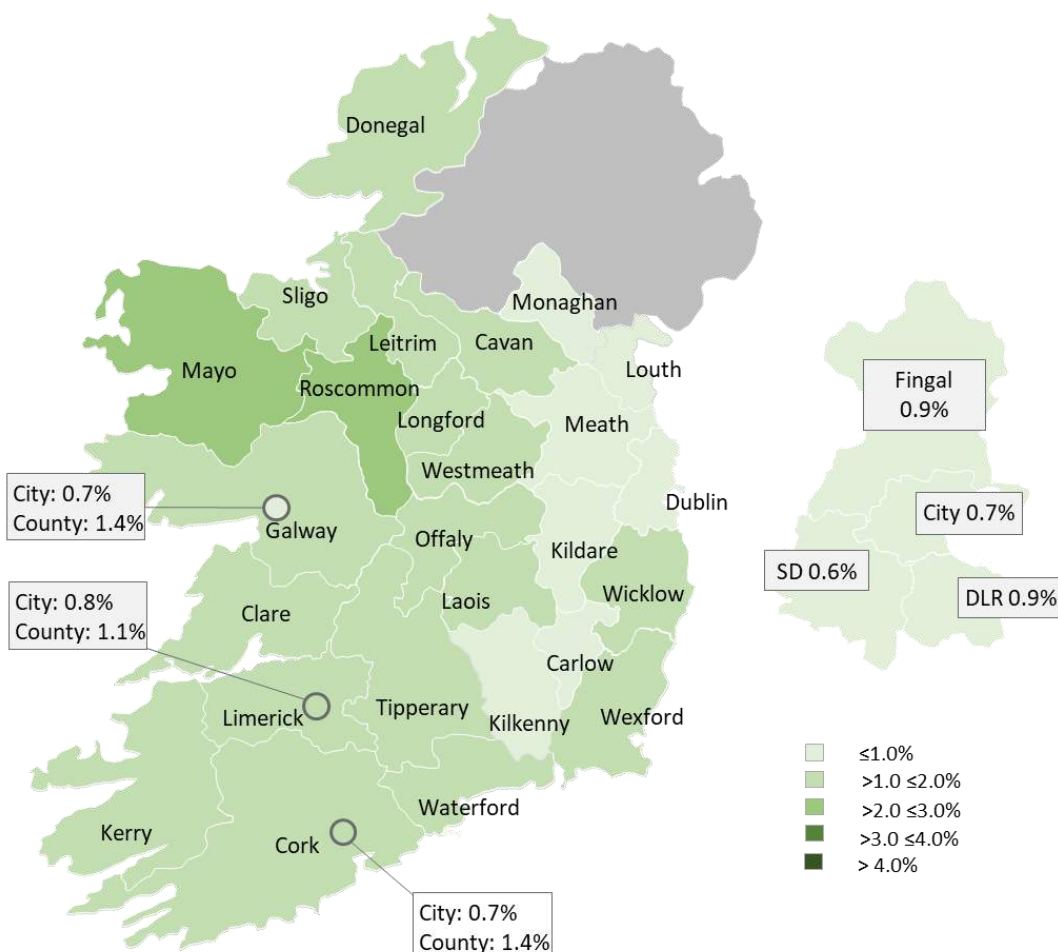 Donegal
Monaghan
Sligo
Leitrim
Cavan
Louth
Mayo
Roscommon
Longford
Meath
Westmeath
Dublin
City: 0.7%
County: 1.4%
Galway
Offaly
Kildare
Laois
Wicklow
Clare
City: 0.8%
County: 1.1%
Carlow
Limerick
Tipperary
Kilkenny
Wexford
Waterford
Kerry
Cork
City: 0.7%
County: 1.4%
Fingal
0.9%
City 0.7%
SD 0.6%
DLR 0.9%
≤1.0%
>1.0 ≤2.0%
>2.0 ≤3.0%
>3.0 ≤4.0%
> 4.0%